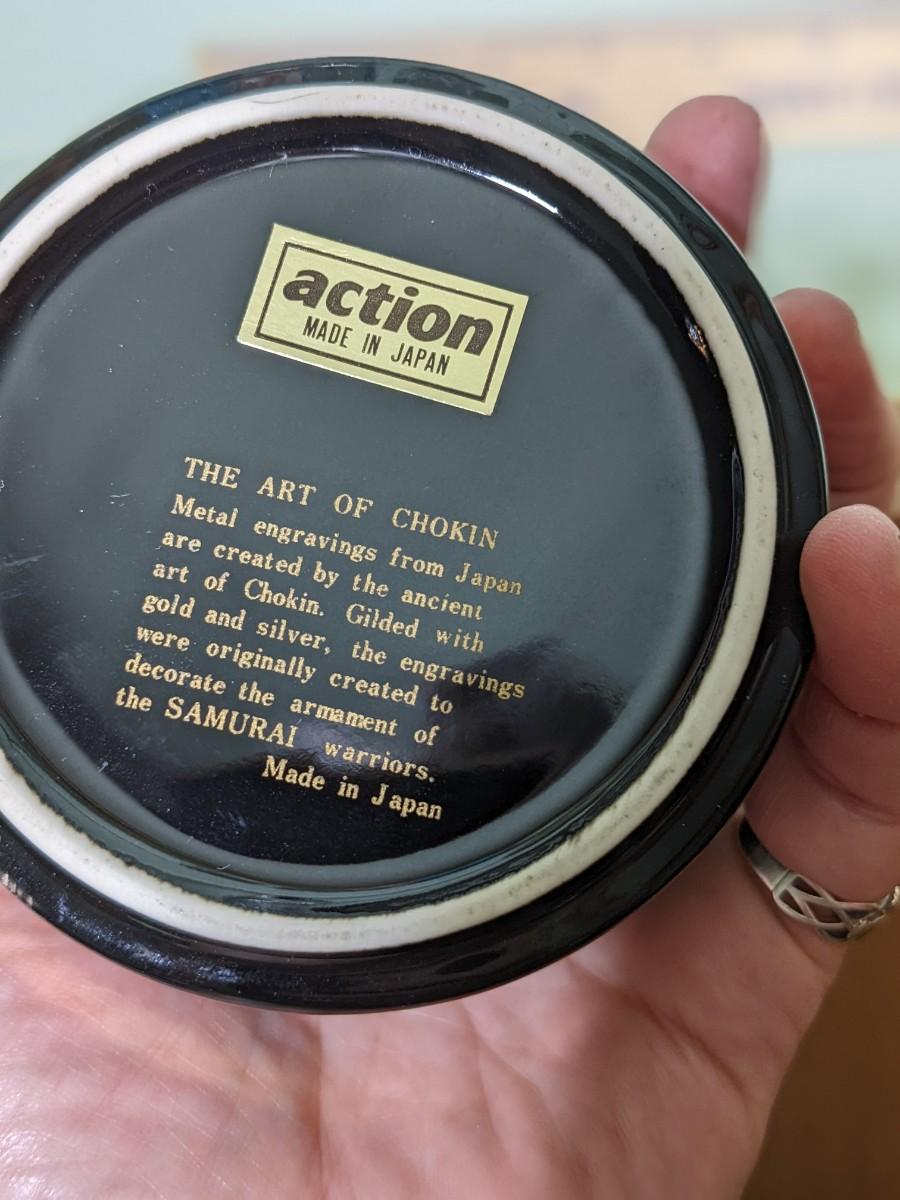 action
MADE IN JAPAN
THE ART OF CHOKIN
Metal engravings from Japan
are created by the ancient
art of Chokin. Gilded with
gold and silver, the engravings
were originally created to
decorate the armament of
the SAMURAI warriors.
Made in Japan